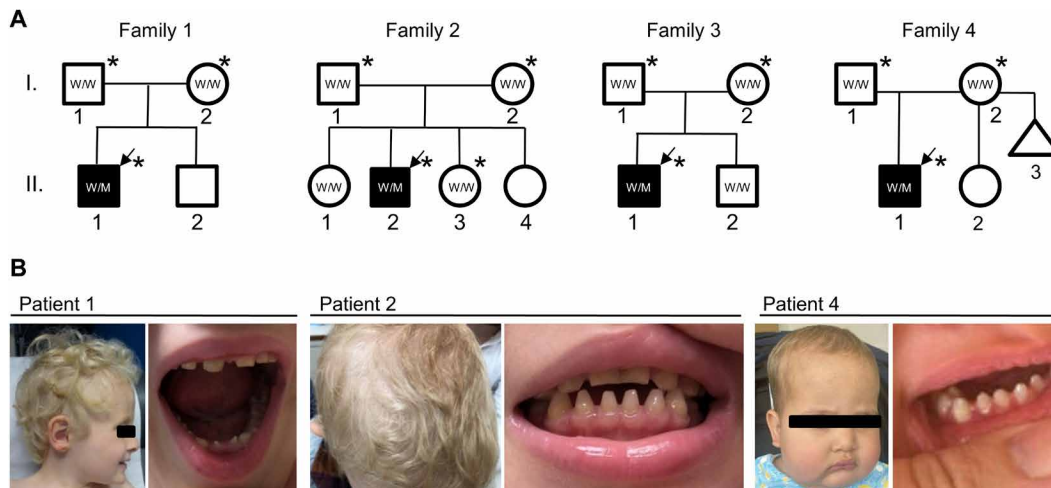 A
Family 1 Family 2 Family 3 Family 4
I.
W/W * W/W * W/W * W/W * W/W * W/W * W/W * W/W *
1 2 1 2 1 2 1 2
3
II.
W/M * W/W W/M * W/W * W/M * W/W W/M *
1 2 1 2 3 4 1 2 1 2
B
Patient 1 Patient 2 Patient 4